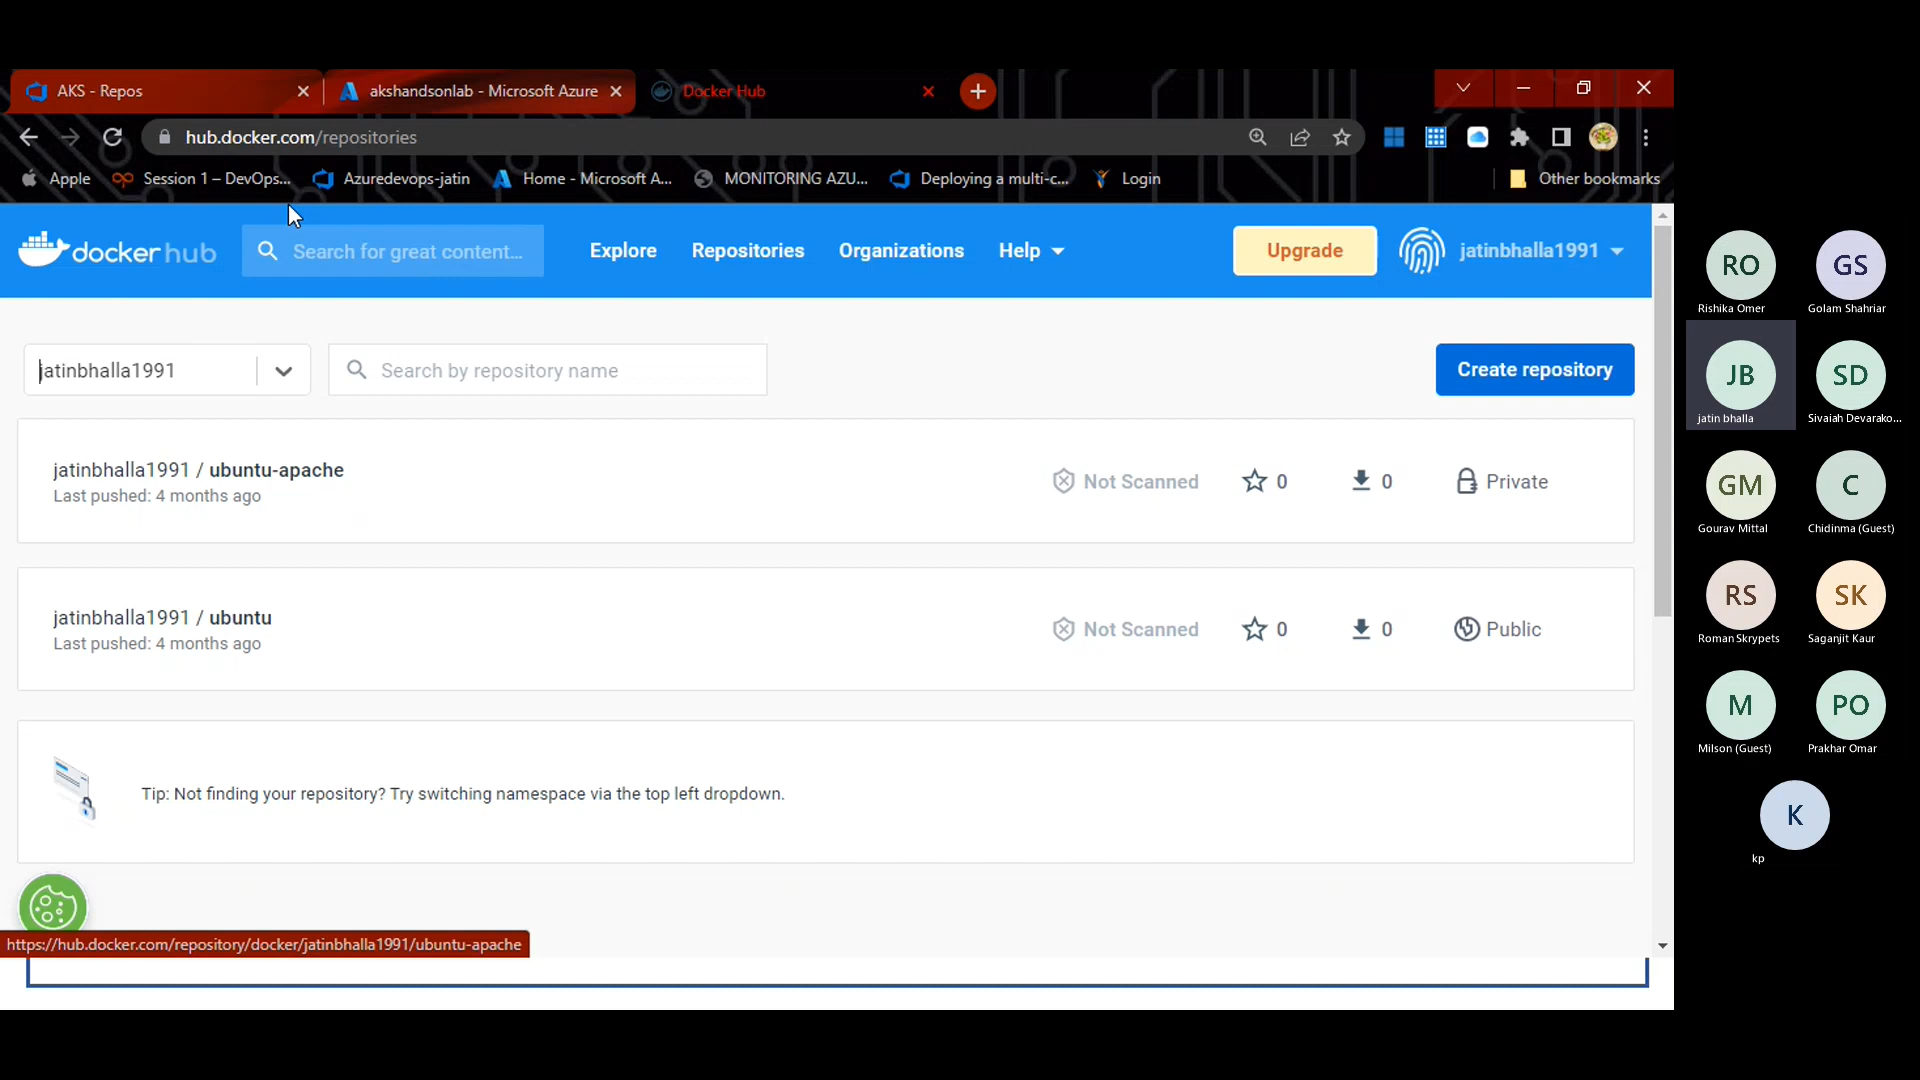 AKS - Repos
akshandsonlab - Microsoft Azure
Docker Hub
hub.docker.com/repositories
Apple
Session 1 – DevOps...
Azuredevops-jatin
Home - Microsoft A...
MONITORING AZU...
Deploying a multi-c...
Login
Other bookmarks
docker hub
Search for great content...
Explore
Repositories
Organizations
Help
Upgrade
jatinbhalla1991
jatinbhalla1991
Search by repository name
Create repository
jatinbhalla1991 / ubuntu-apache
Last pushed: 4 months ago
Not Scanned
0
0
Private
jatinbhalla1991 / ubuntu
Last pushed: 4 months ago
Not Scanned
0
0
Public
Tip: Not finding your repository? Try switching namespace via the top left dropdown.
https://hub.docker.com/repository/docker/jatinbhalla1991/ubuntu-apache
RO
Rishika Omer
GS
Golam Shahriar
JB
jatin bhalla
SD
Sivaiah Devarako...
GM
Gourav Mittal
C
Chidinma (Guest)
RS
Roman Skrypets
SK
Saganjit Kaur
M
Milson (Guest)
PO
Prakhar Omar
K
kp